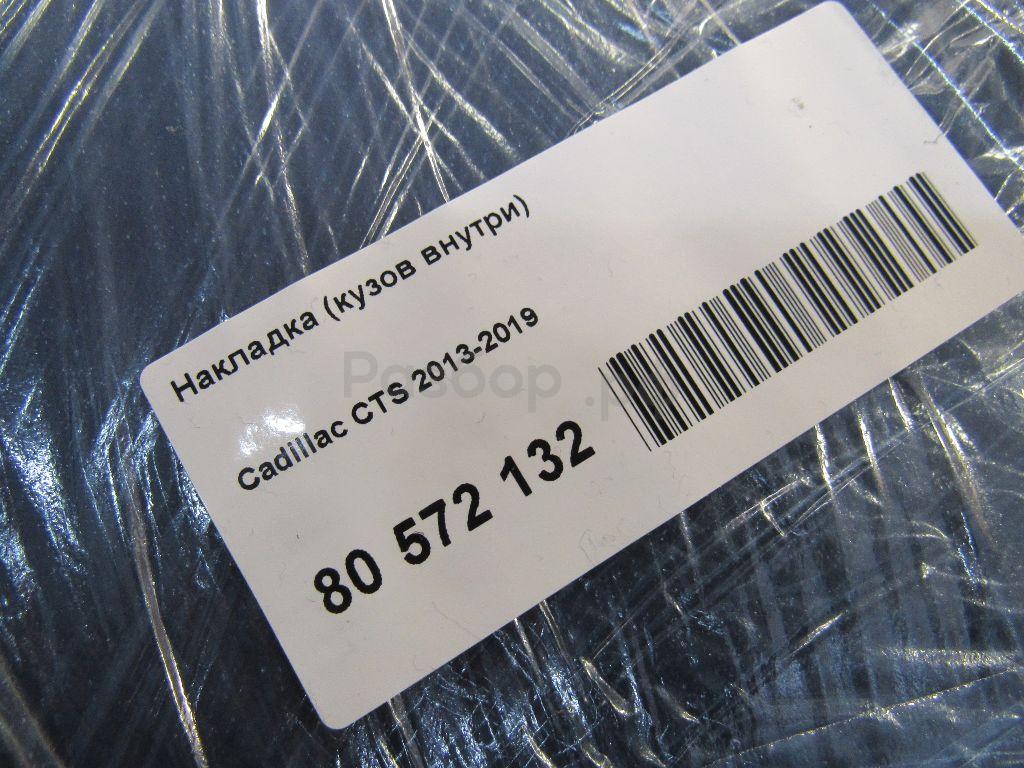 Накладка (кузов внутри)
Cadillac CTS 2013-2019
80 572 132